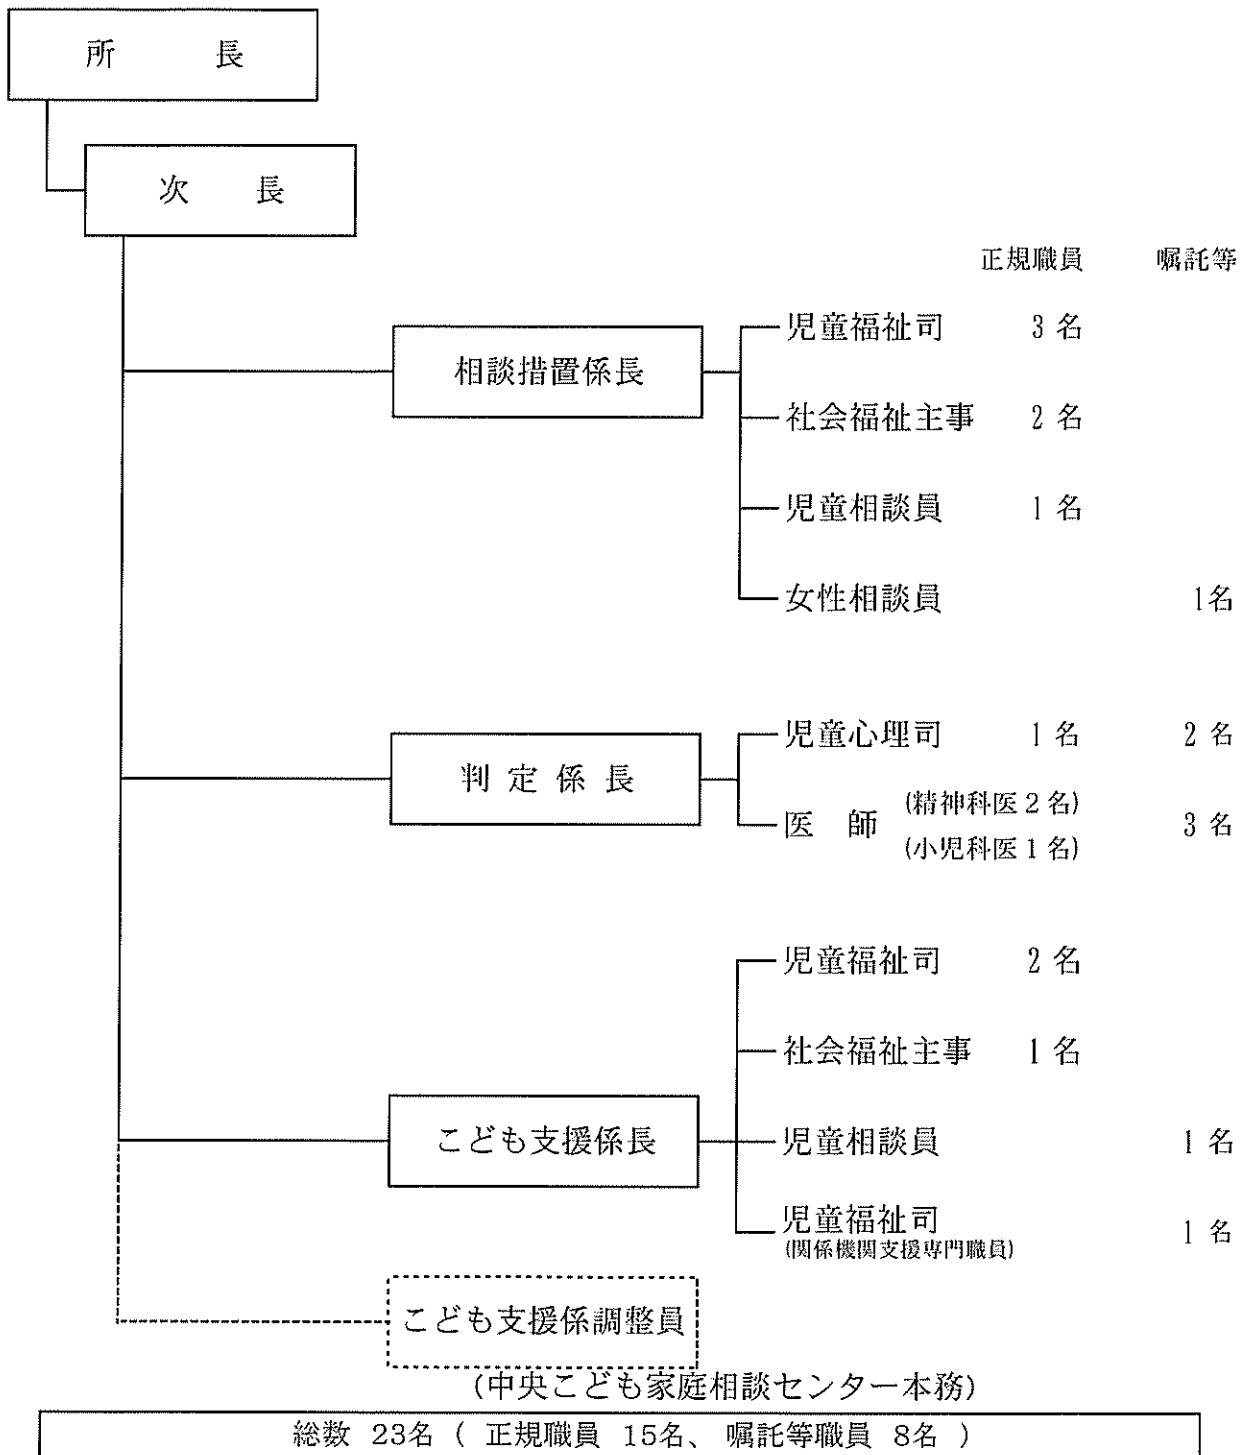 所　　長
次　　長
正規職員　嘱託等
相談措置係長
児童福祉司　3 名
社会福祉主事　2 名
児童相談員　1 名
女性相談員　1名
判 定 係 長
児童心理司　1 名　2 名
医　師　(精神科医 2 名)　3 名
(小児科医 1 名)
こども支援係長
児童福祉司　2 名
社会福祉主事　1 名
児童相談員　1 名
児童福祉司　1 名
(関係機関支援専門職員)
こども支援係調整員
(中央こども家庭相談センター本務)
総数 23名 ( 正規職員 15名、 嘱託等職員 8名 )